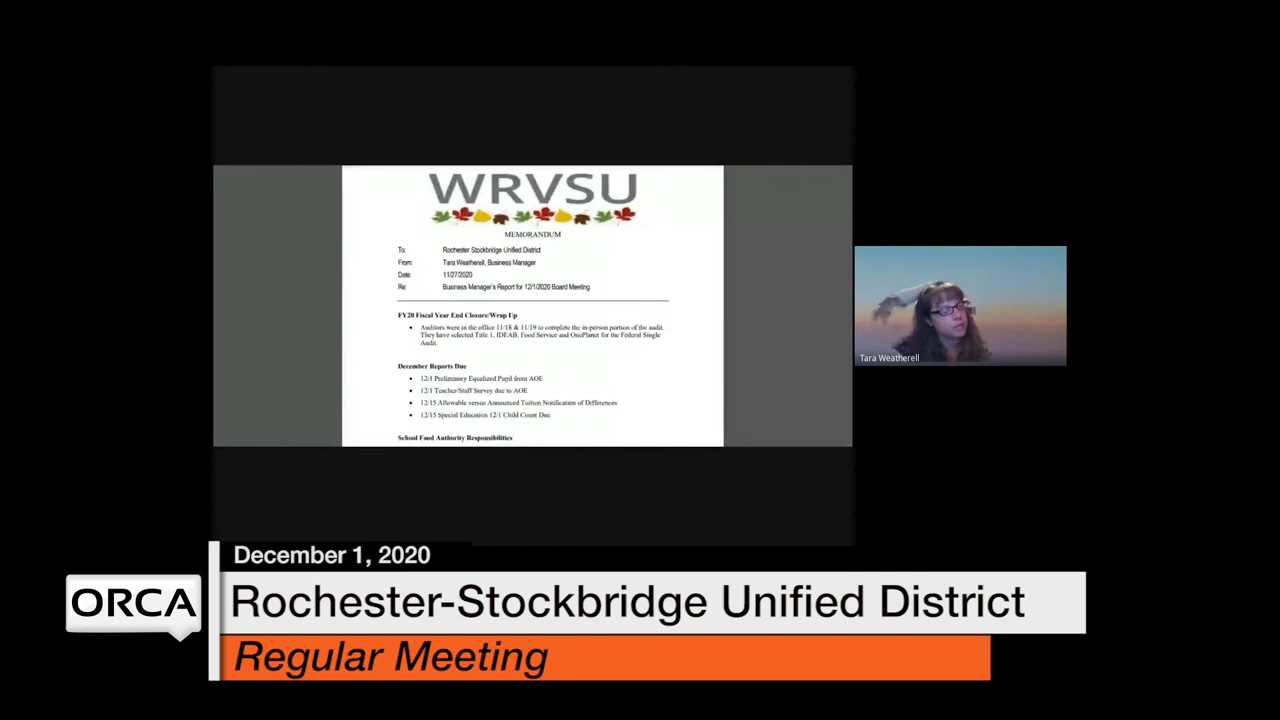 WRVSU
MEMORANDUM
To: Rochester Stockbridge Unified District
From: Tara Weatherell, Business Manager
Date: 11/27/2020
Re: Business Manager's Report for 12/1/2020 Board Meeting
FY20 Fiscal Year End Closure/Wrap Up
• Auditors were in the office 11/18 & 11/19 to complete the in-person portion of the audit.
They have selected Title 1, IDEAB, Food Service and OnePlanet for the Federal Single
Audit.
December Reports Due
• 12/1 Preliminary Equalized Pupil from AOE
• 12/1 Teacher/Staff Survey due to AOE
• 12/15 Allowable versus Announced Tuition Notification of Differences
• 12/15 Special Education 12/1 Child Count Due
School Food Authority Responsibilities
Tara Weatherell
December 1, 2020
ORCA
Rochester-Stockbridge Unified District
Regular Meeting